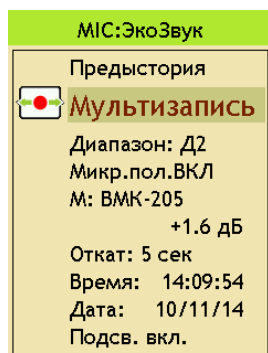 MIC:ЭкоЗвук
Предыстория
Мультизапись
Диапазон: Д2
Микр.пол.ВКЛ
М: ВМК-205
+1.6 дБ
Откат: 5 сек
Время: 14:09:54
Дата: 10/11/14
Подсв. вкл.